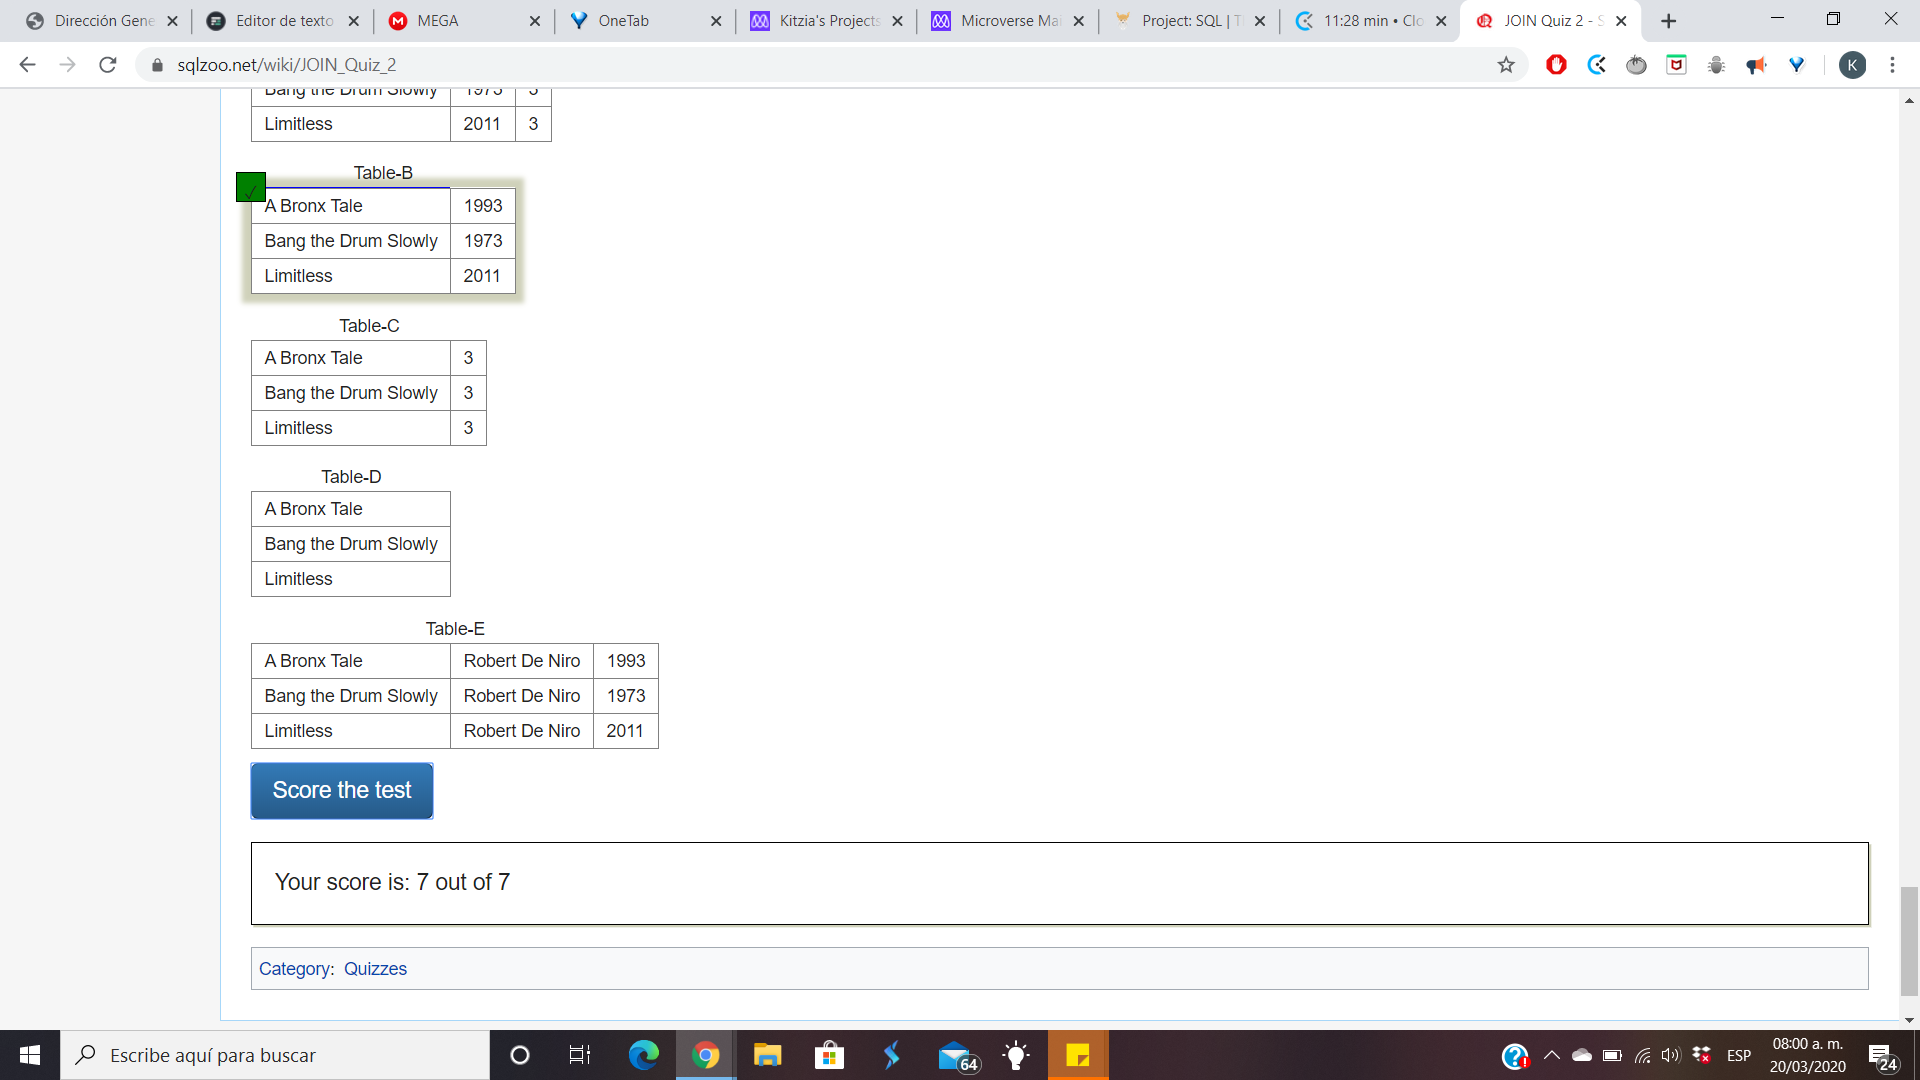 Dirección Gene
Editor de texto
MEGA
OneTab
Kitzia's Projects
Microverse Mai
Project: SQL | T
11:28 min • Clo
JOIN Quiz 2 - S
sqlzoo.net/wiki/JOIN_Quiz_2
K
Bang the Drum Slowly 1973 3
Limitless 2011 3
Table-B
A Bronx Tale 1993
Bang the Drum Slowly 1973
Limitless 2011
Table-C
A Bronx Tale 3
Bang the Drum Slowly 3
Limitless 3
Table-D
A Bronx Tale
Bang the Drum Slowly
Limitless
Table-E
A Bronx Tale Robert De Niro 1993
Bang the Drum Slowly Robert De Niro 1973
Limitless Robert De Niro 2011
Score the test
Your score is: 7 out of 7
Category: Quizzes
Escribe aquí para buscar
64
ESP
08:00 a. m.
20/03/2020
24